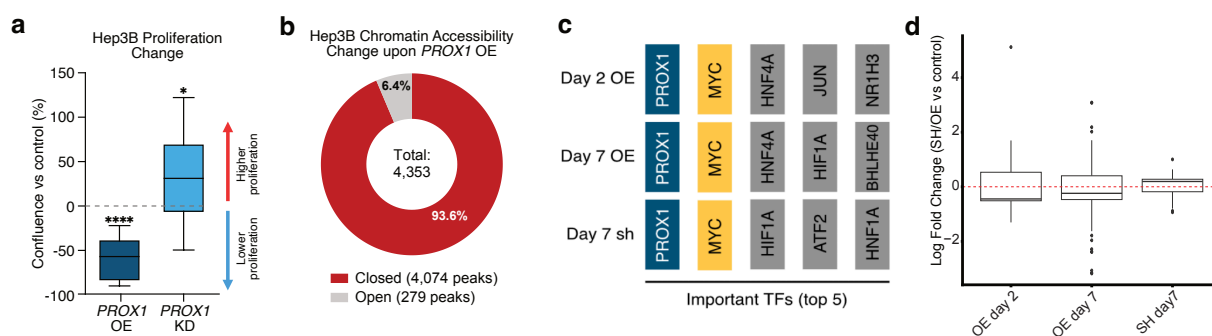 a
Hep3B Proliferation
Change
Confluence vs control (%)
150
100
50
0
-50
-100
****
*
Higher
proliferation
Lower
proliferation
PROX1
OE
PROX1
KD
b
Hep3B Chromatin Accessibility
Change upon PROX1 OE
6.4%
Total:
4,353
93.6%
Closed (4,074 peaks)
Open (279 peaks)
c
Day 2 OE
PROX1
MYC
HNF4A
JUN
NR1H3
Day 7 OE
PROX1
MYC
HNF4A
HIF1A
BHLHE40
Day 7 sh
PROX1
MYC
HIF1A
ATF2
HNF1A
Important TFs (top 5)
d
Log Fold Change (SH/OE vs control)
4
2
0
−2
OE day 2
OE day 7
SH day7